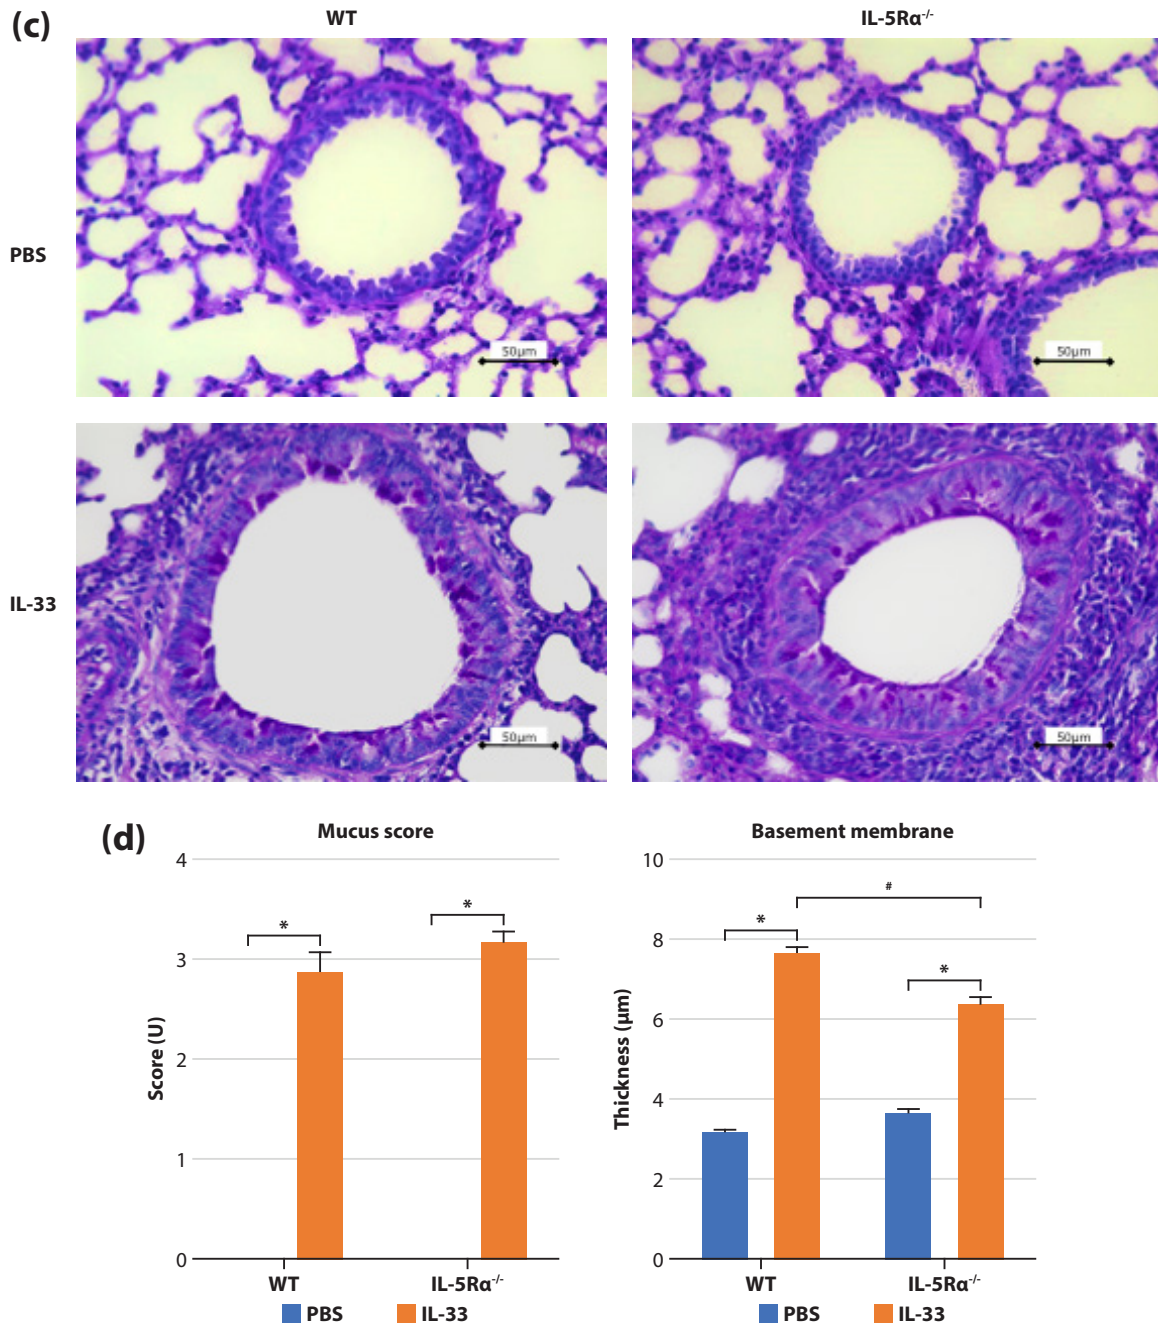 (c)
WT
IL-5Rα-/-
PBS
50μm
50μm
IL-33
50μm
50μm
(d)
Mucus score
Score (U)
4
3
2
1
0
*
*
WT
IL-5Rα-/-
PBS
IL-33
Basement membrane
Thickness (μm)
10
8
6
4
2
0
*
#
*
WT
IL-5Rα-/-
PBS
IL-33